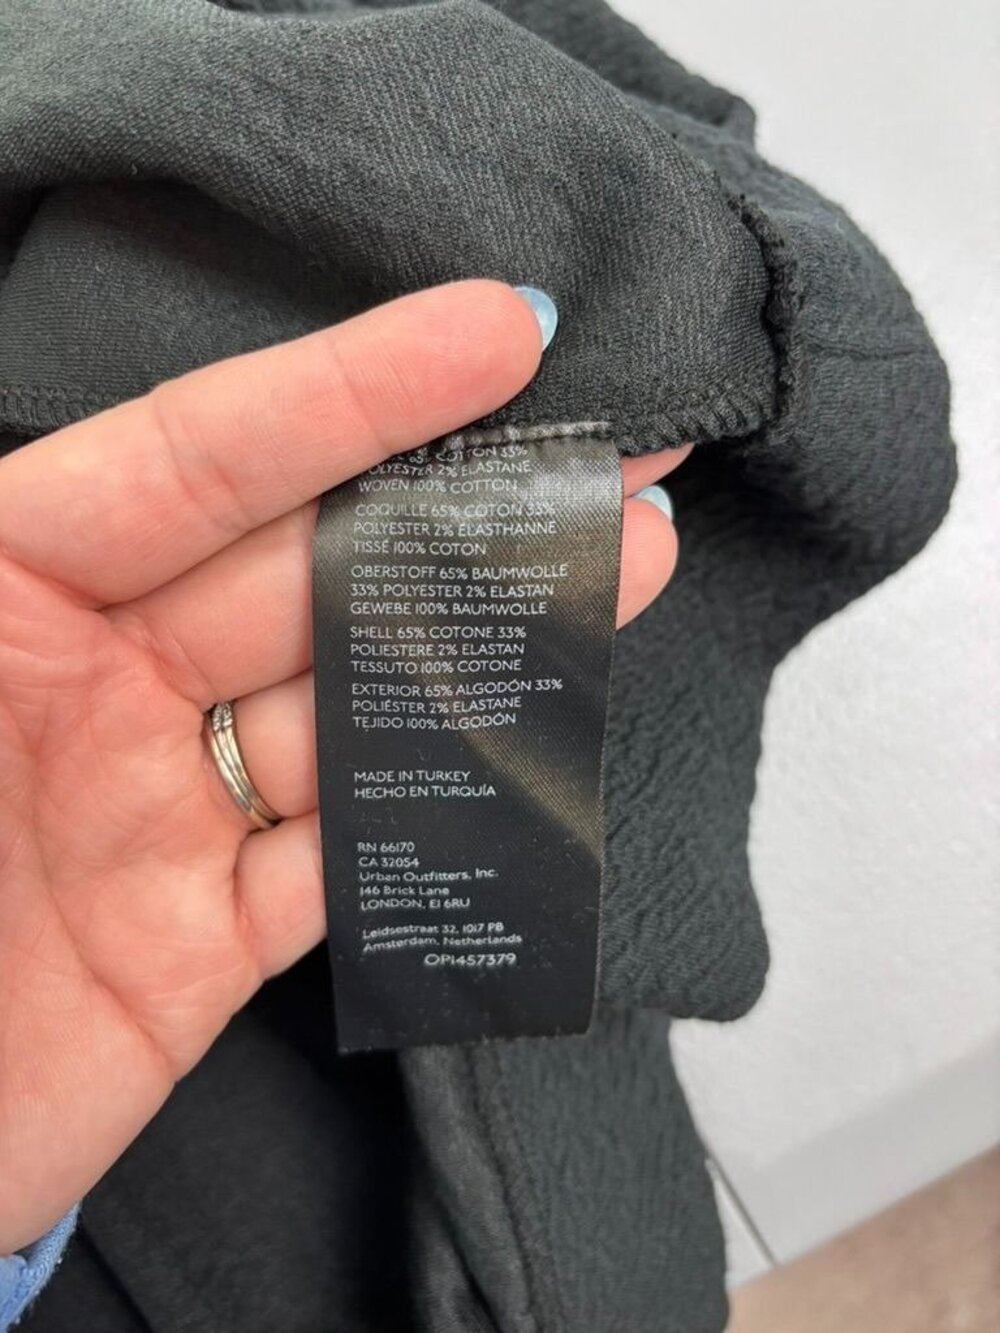 65% COTTON 33%
POLYESTER 2% ELASTANE
WOVEN 100% COTTON
COQUILLE 65% COTON 33%
POLYESTER 2% ELASTHANNE
TISSÉ 100% COTON
OBERSTOFF 65% BAUMWOLLE
33% POLYESTER 2% ELASTAN
GEWEBE 100% BAUMWOLLE
SHELL 65% COTONE 33%
POLIESTERE 2% ELASTAN
TESSUTO 100% COTONE
EXTERIOR 65% ALGODÓN 33%
POLIÉSTER 2% ELASTANE
TEJIDO 100% ALGODÓN
MADE IN TURKEY
HECHO EN TURQUÍA
RN 66170
CA 32054
Urban Outfitters, Inc.
146 Brick Lane
LONDON, E1 6RU
Leidsestraat 32, 1017 PB
Amsterdam, Netherlands
OP1457379